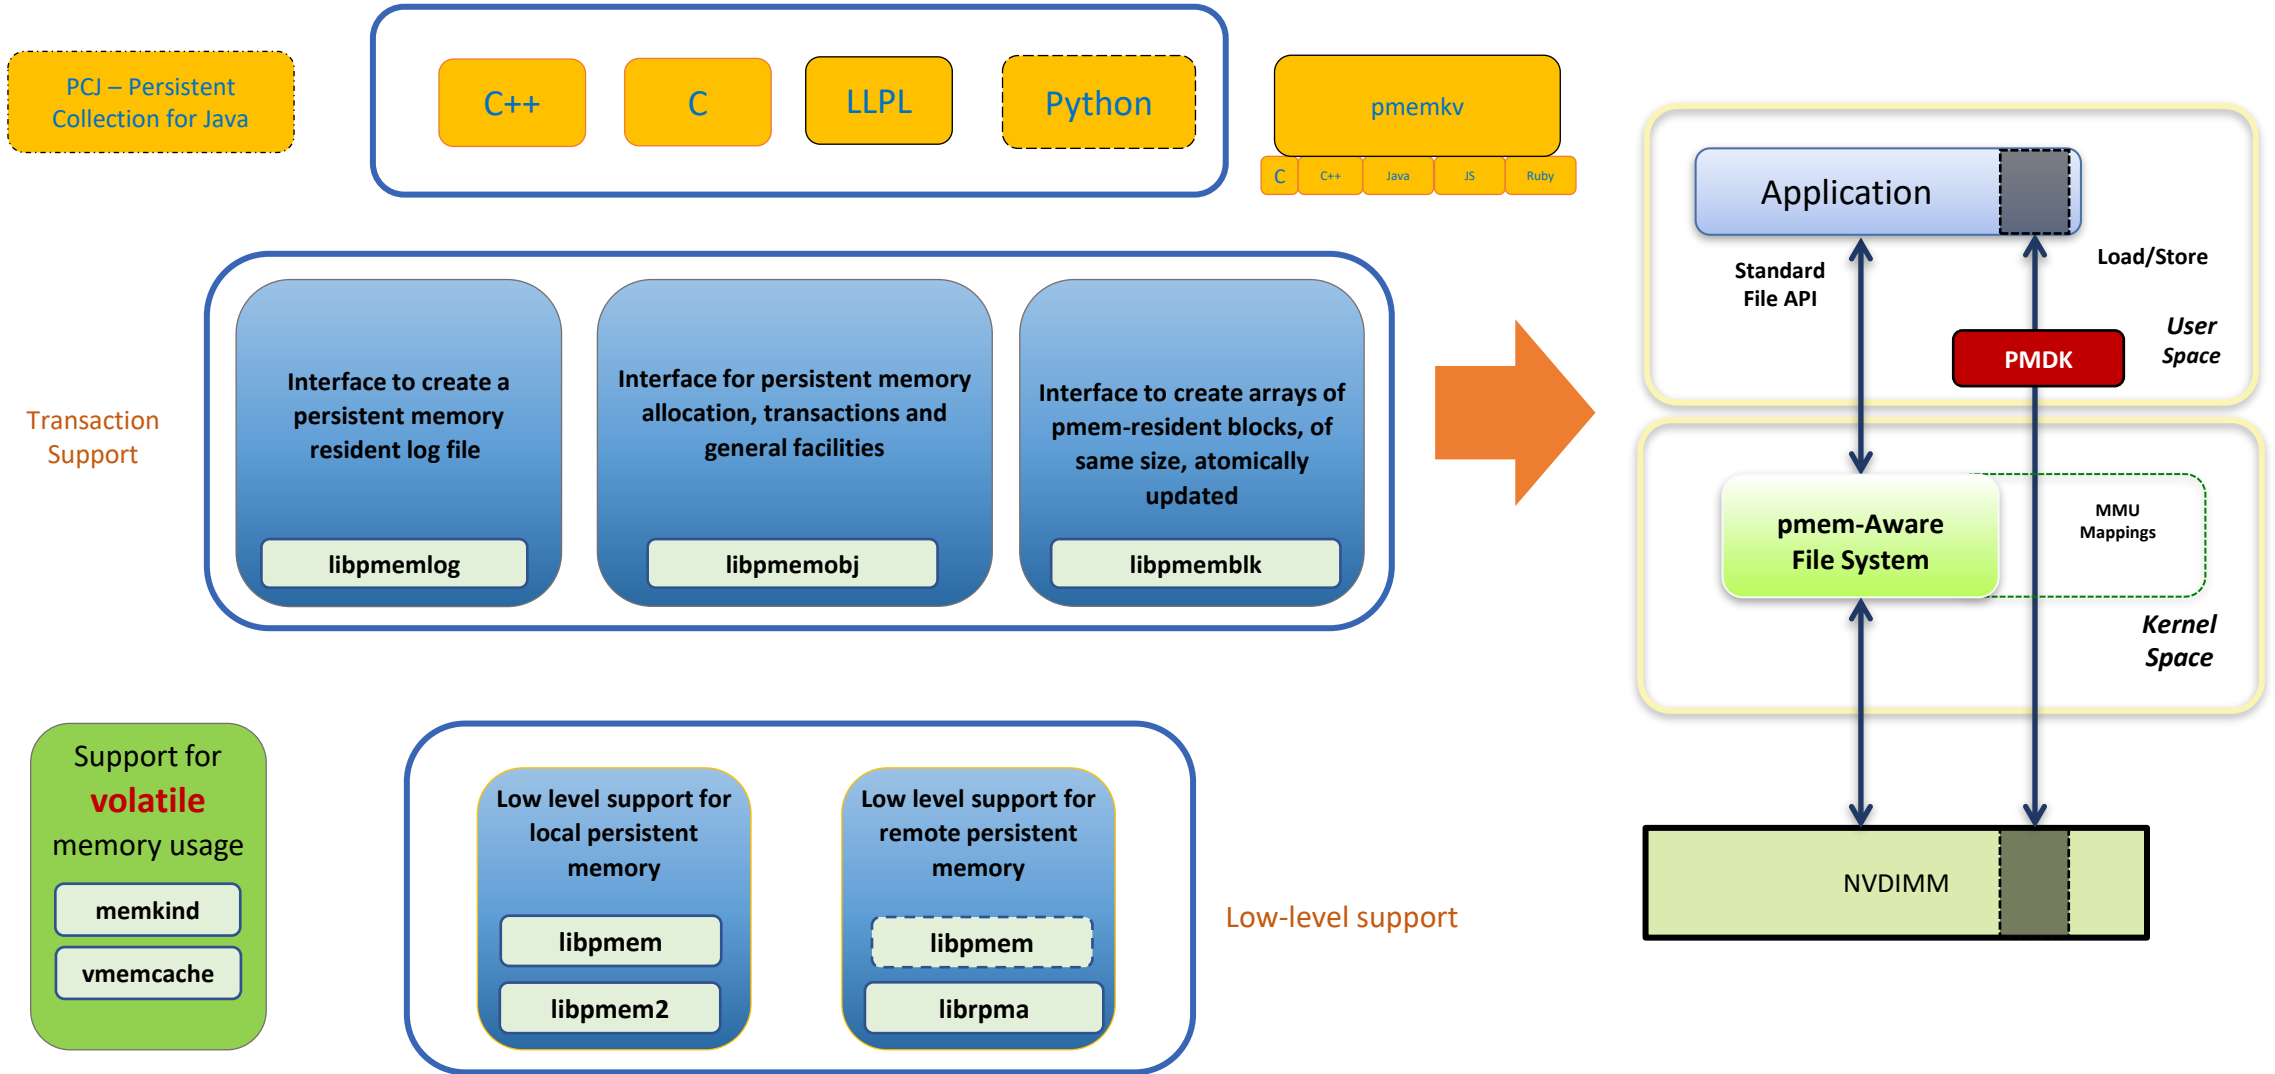 PCJ – Persistent
Collection for Java
C++
C
LLPL
Python
pmemkv
C
C++
Java
JS
Ruby
Transaction
Support
Interface to create a
persistent memory
resident log file
libpmemlog
Interface for persistent memory
allocation, transactions and
general facilities
libpmemobj
Interface to create arrays of
pmem-resident blocks, of
same size, atomically
updated
libpmemblk
Support for
volatile
memory usage
memkind
vmemcache
Low level support for
local persistent
memory
libpmem
libpmem2
Low level support for
remote persistent
memory
libpmem
librpma
Low-level support
Application
Standard
File API
Load/Store
User
Space
PMDK
pmem-Aware
File System
MMU
Mappings
Kernel
Space
NVDIMM